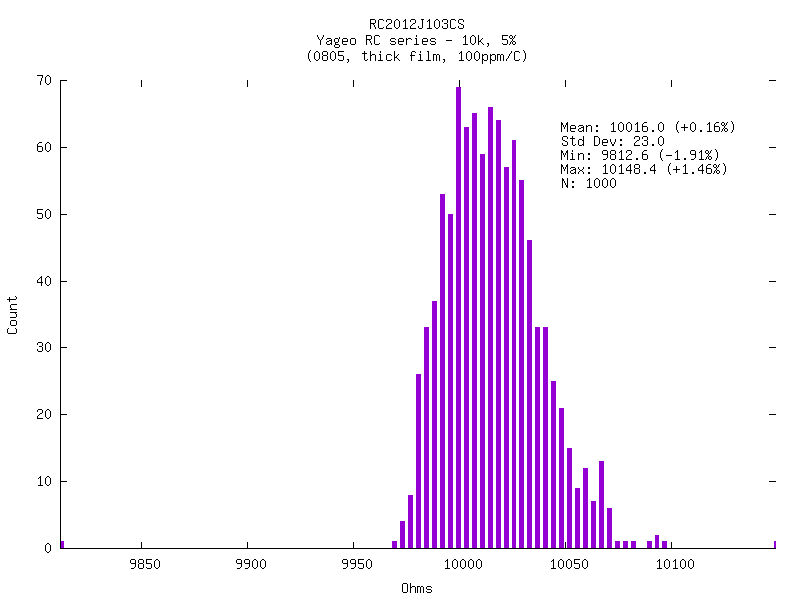 RC2012J103CS
Yageo RC series - 10k, 5%
(0805, thick film, 100ppm/C)
70
60
50
40
30
20
10
0
Count
Mean: 10016.0 (+0.16%)
Std Dev: 23.0
Min: 9812.6 (-1.91%)
Max: 10148.4 (+1.46%)
N: 1000
9850 9900 9950 10000 10050 10100
Ohms